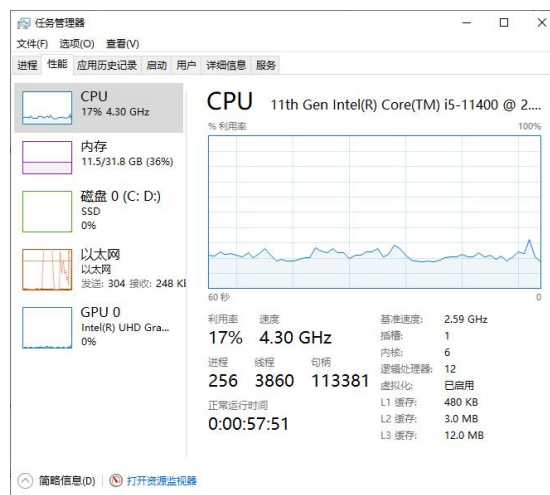 任务管理器
文件(F) 选项(O) 查看(V)
进程 性能 应用历史记录 启动 用户 详细信息 服务
CPU
17% 4.30 GHz
内存
11.5/31.8 GB (36%)
磁盘 0 (C: D:)
SSD
0%
以太网
以太网
发送: 304 接收: 248 K
GPU 0
Intel(R) UHD Gra...
0%
CPU 11th Gen Intel(R) Core(TM) i5-11400 @ 2....
% 利用率 100%
60 秒 0
利用率 速度
17% 4.30 GHz
进程 线程 句柄
256 3860 113381
正常运行时间
0:00:57:51
基准速度: 2.59 GHz
插槽: 1
内核: 6
逻辑处理器: 12
虚拟化: 已启用
L1 缓存: 480 KB
L2 缓存: 3.0 MB
L3 缓存: 12.0 MB
简略信息(D) 打开资源监视器